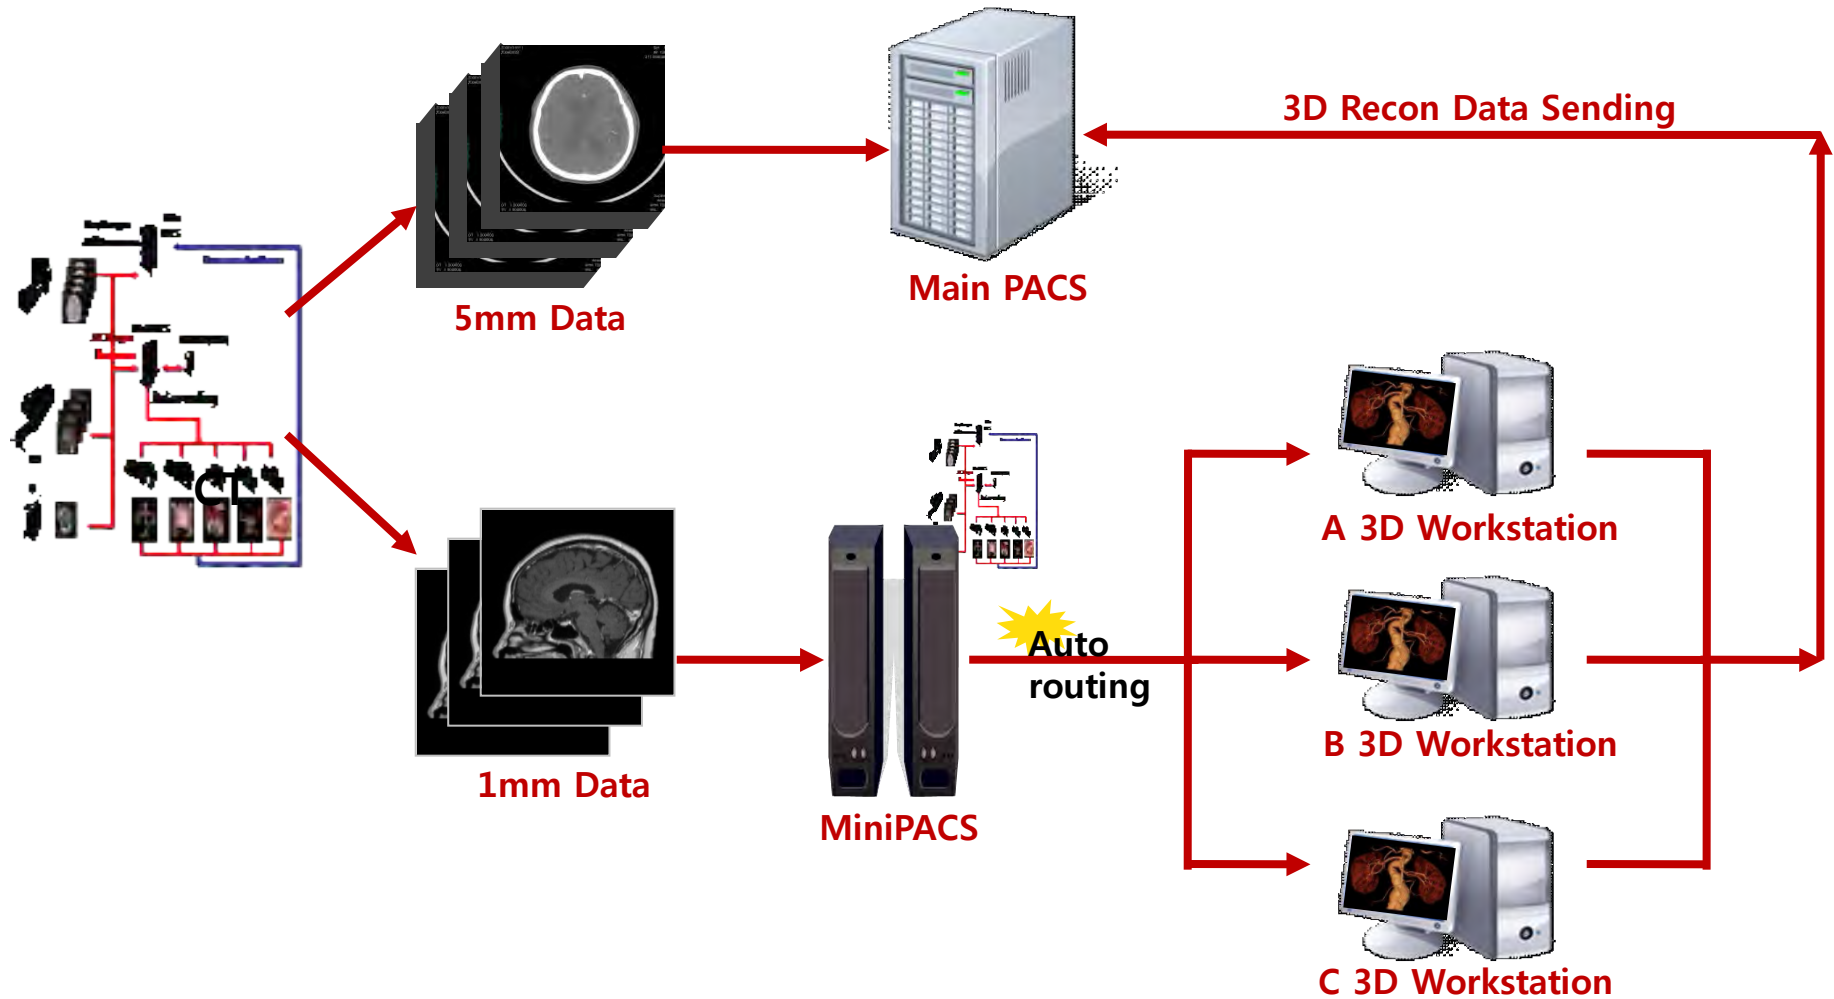 3D Recon Data Sending
Main PACS
5mm Data
CT
A 3D Workstation
Auto
routing
B 3D Workstation
1mm Data
MiniPACS
C 3D Workstation